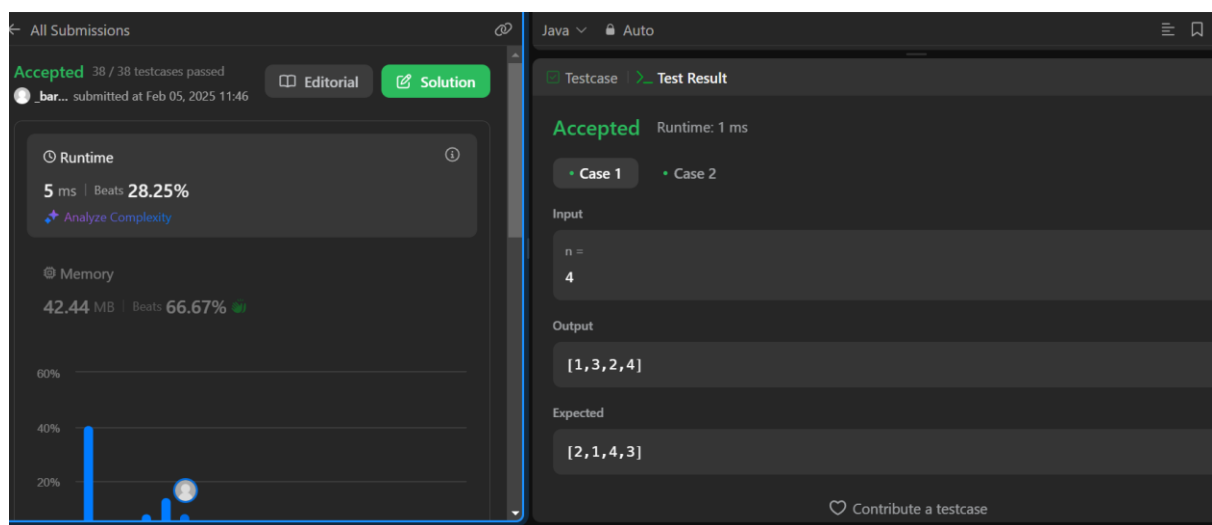 ← All Submissions
Accepted 38 / 38 testcases passed
_bar... submitted at Feb 05, 2025 11:46
Editorial
Solution
Runtime
5 ms | Beats 28.25%
Analyze Complexity
Memory
42.44 MB | Beats 66.67%
60%
40%
20%
Java Auto
Testcase | >_ Test Result
Accepted Runtime: 1 ms
• Case 1 • Case 2
Input
n =
4
Output
[1,3,2,4]
Expected
[2,1,4,3]
Contribute a testcase